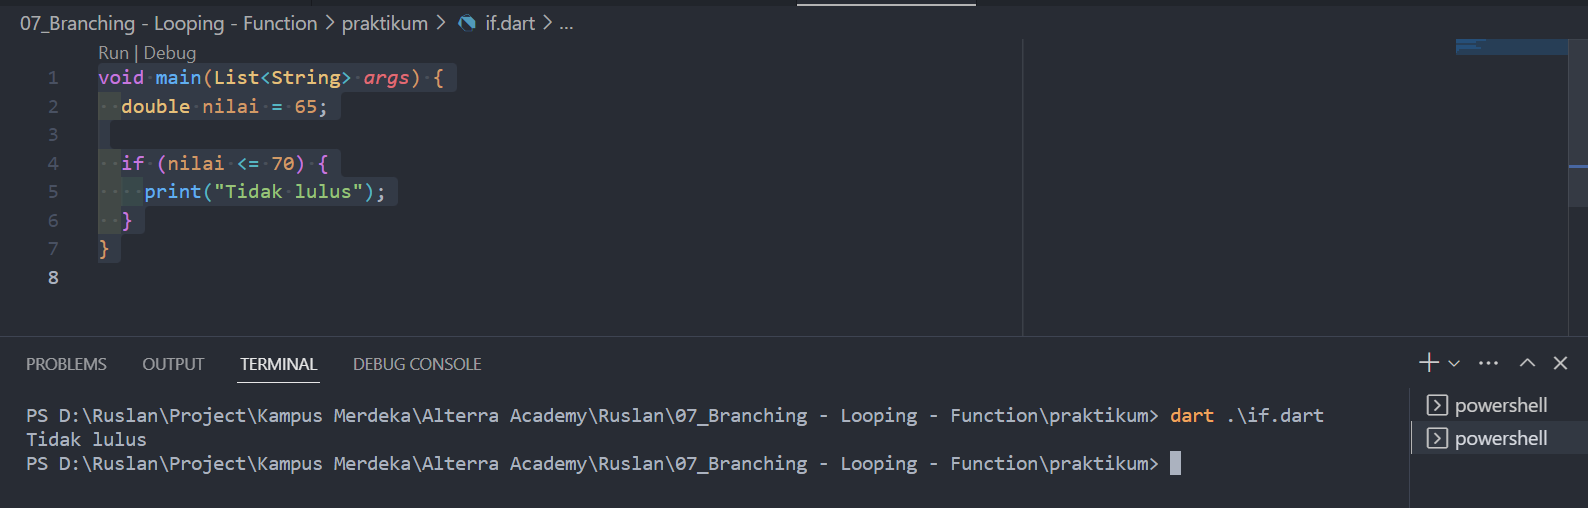 07_Branching - Looping - Function > praktikum > if.dart > ...
Run | Debug
1 void main(List<String> args) {
2 double nilai = 65;
3
4 if (nilai <= 70) {
5 print("Tidak lulus");
6 }
7 }
8
PROBLEMS OUTPUT TERMINAL DEBUG CONSOLE
PS D:\Ruslan\Project\Kampus Merdeka\Alterra Academy\Ruslan\07_Branching - Looping - Function\praktikum> dart .\if.dart
Tidak lulus
PS D:\Ruslan\Project\Kampus Merdeka\Alterra Academy\Ruslan\07_Branching - Looping - Function\praktikum>
powershell
powershell